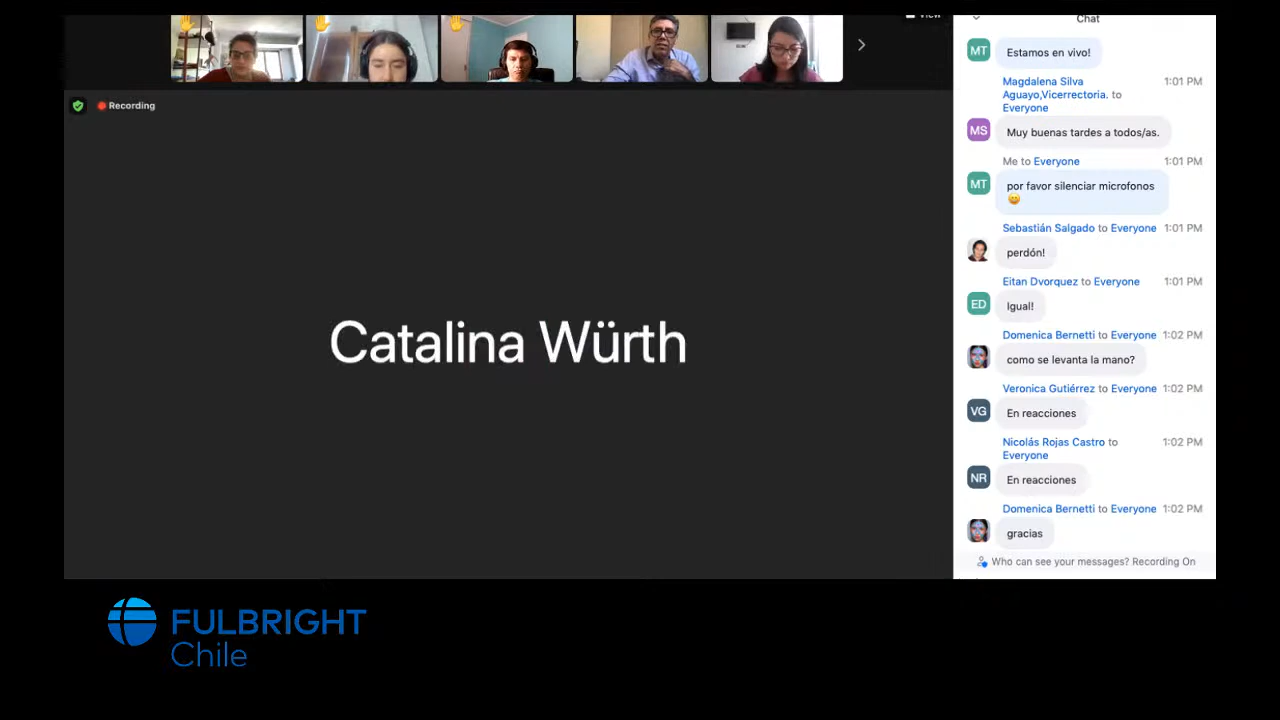 View
Recording
Catalina Würth
Chat
MT
Estamos en vivo!
Magdalena Silva
Aguayo,Vicerrectoria. to
Everyone
1:01 PM
MS
Muy buenas tardes a todos/as.
Me to Everyone
1:01 PM
MT
por favor silenciar microfonos
😄
Sebastián Salgado to Everyone
1:01 PM
perdón!
Eitan Dvorquez to Everyone
1:01 PM
ED
Igual!
Domenica Bernetti to Everyone
1:02 PM
como se levanta la mano?
Veronica Gutiérrez to Everyone
1:02 PM
VG
En reacciones
Nicolás Rojas Castro to
Everyone
1:02 PM
NR
En reacciones
Domenica Bernetti to Everyone
1:02 PM
gracias
Who can see your messages? Recording On
FULBRIGHT
Chile